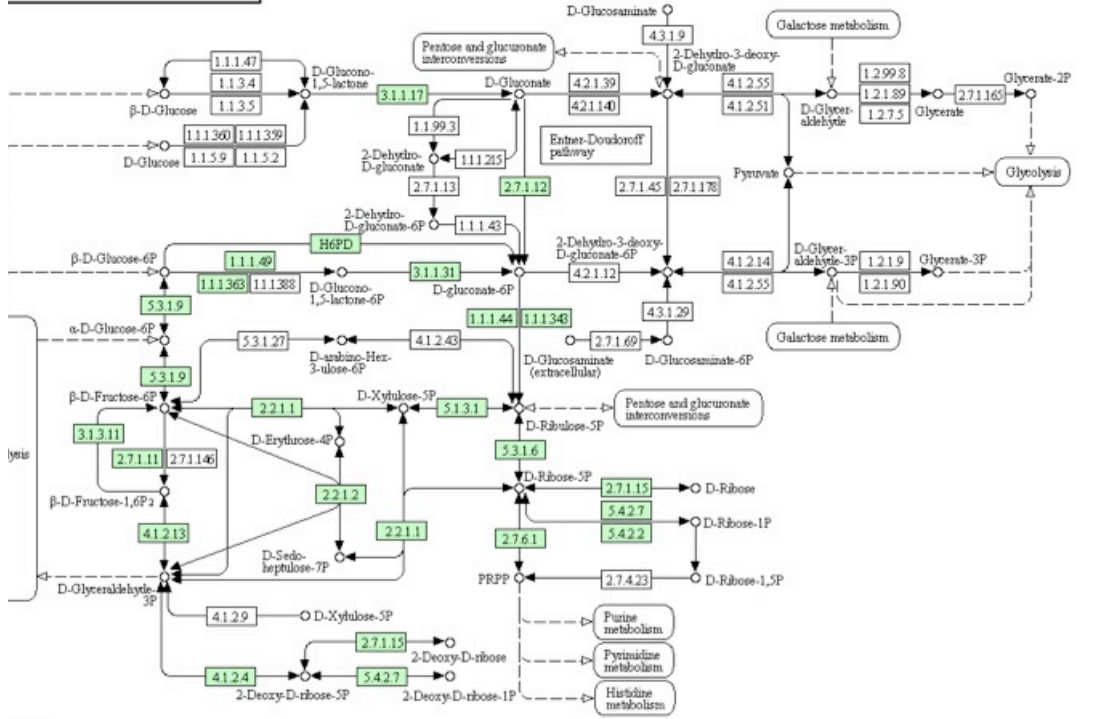 D-Glucosaminate
4.3.1.9
Galactose metabolism
Pentose and glucuronate
interconversions
2-Dehydro-3-deoxy-
D-gluconate
1.1.1.47
1.1.3.4
1.1.3.5
β-D-Glucose
D-Glucono-
1,5-lactone
3.1.1.17
D-Gluconate
4.2.1.39
4.2.1.140
4.1.2.55
4.1.2.51
D-Glycer-
aldehyde
1.2.99.8
1.2.1.89
1.2.7.5
Glycerate
2.7.1.165
Glycerate-2P
1.1.1.360
1.1.1.359
1.1.5.9
1.1.5.2
D-Glucose
1.1.99.3
2-Dehydro-
D-gluconate
1.1.1.215
Entner-Doudoroff
pathway
2.7.1.13
2.7.1.12
2.7.1.45
2.7.1.178
Pyruvate
Glycolysis
2-Dehydro-
D-gluconate-6P
1.1.1.43
H6PD
β-D-Glucose-6P
1.1.1.49
1.1.1.363
1.1.1.388
D-Glucono-
1,5-lactone-6P
3.1.1.31
D-gluconate-6P
2-Dehydro-3-deoxy-
D-gluconate-6P
4.2.1.12
4.1.2.14
4.1.2.55
D-Glycer-
aldehyde-3P
1.2.1.9
1.2.1.90
Glycerate-3P
5.3.1.9
α-D-Glucose-6P
1.1.1.44
1.1.1.343
4.3.1.29
2.7.1.69
D-Glucosaminate
(extracellular)
D-Glucosaminate-6P
Galactose metabolism
5.3.1.27
D-arabino-Hex-
3-ulose-6P
4.1.2.43
5.3.1.9
β-D-Fructose-6P
2.2.1.1
D-Xylulose-5P
5.1.3.1
D-Ribulose-5P
Pentose and glucuronate
interconversions
3.1.3.11
D-Erythrose-4P
5.3.1.6
lysis
2.7.1.11
2.7.1.146
D-Ribose-5P
2.7.1.15
D-Ribose
β-D-Fructose-1,6P2
2.2.1.2
5.4.2.7
5.4.2.2
D-Ribose-1P
4.1.2.13
2.2.1.1
2.7.6.1
D-Sedo-
heptulose-7P
PRPP
2.7.4.23
D-Ribose-1,5P
D-Glyceraldehyde-
3P
4.1.2.9
D-Xylulose-5P
Purine
metabolism
2.7.1.15
2-Deoxy-D-ribose
Pyrimidine
metabolism
4.1.2.4
2-Deoxy-D-ribose-5P
5.4.2.7
2-Deoxy-D-ribose-1P
Histidine
metabolism